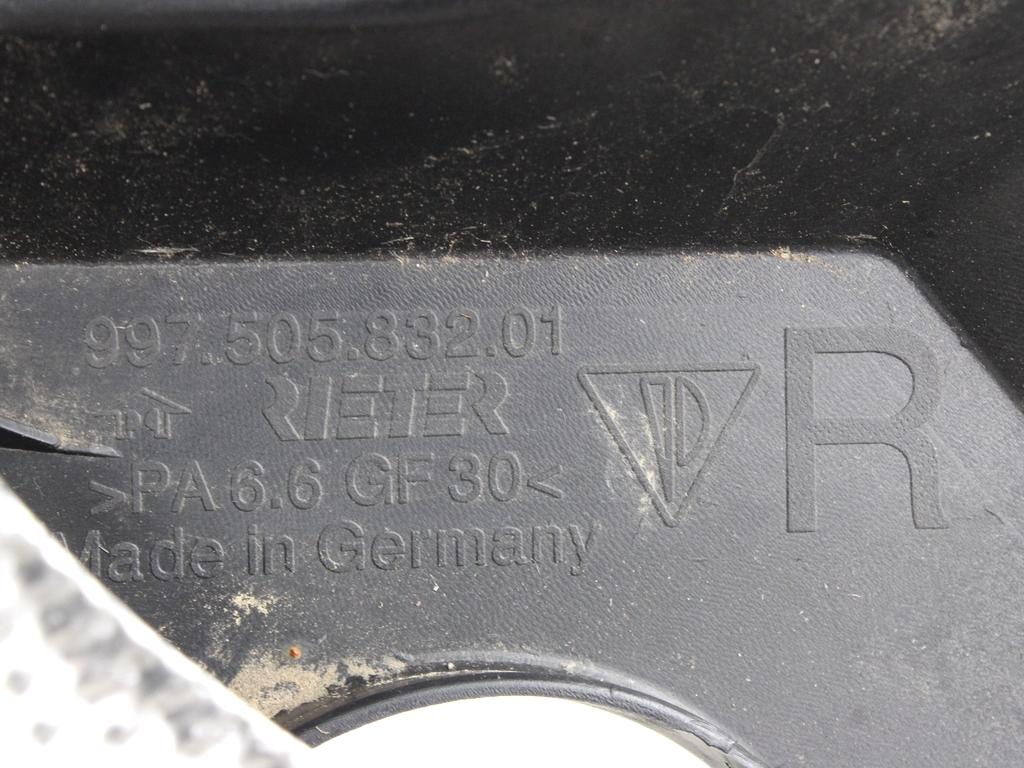 997.505.832.01
RIETER
>PA 6.6 GF 30<
Made in Germany
R